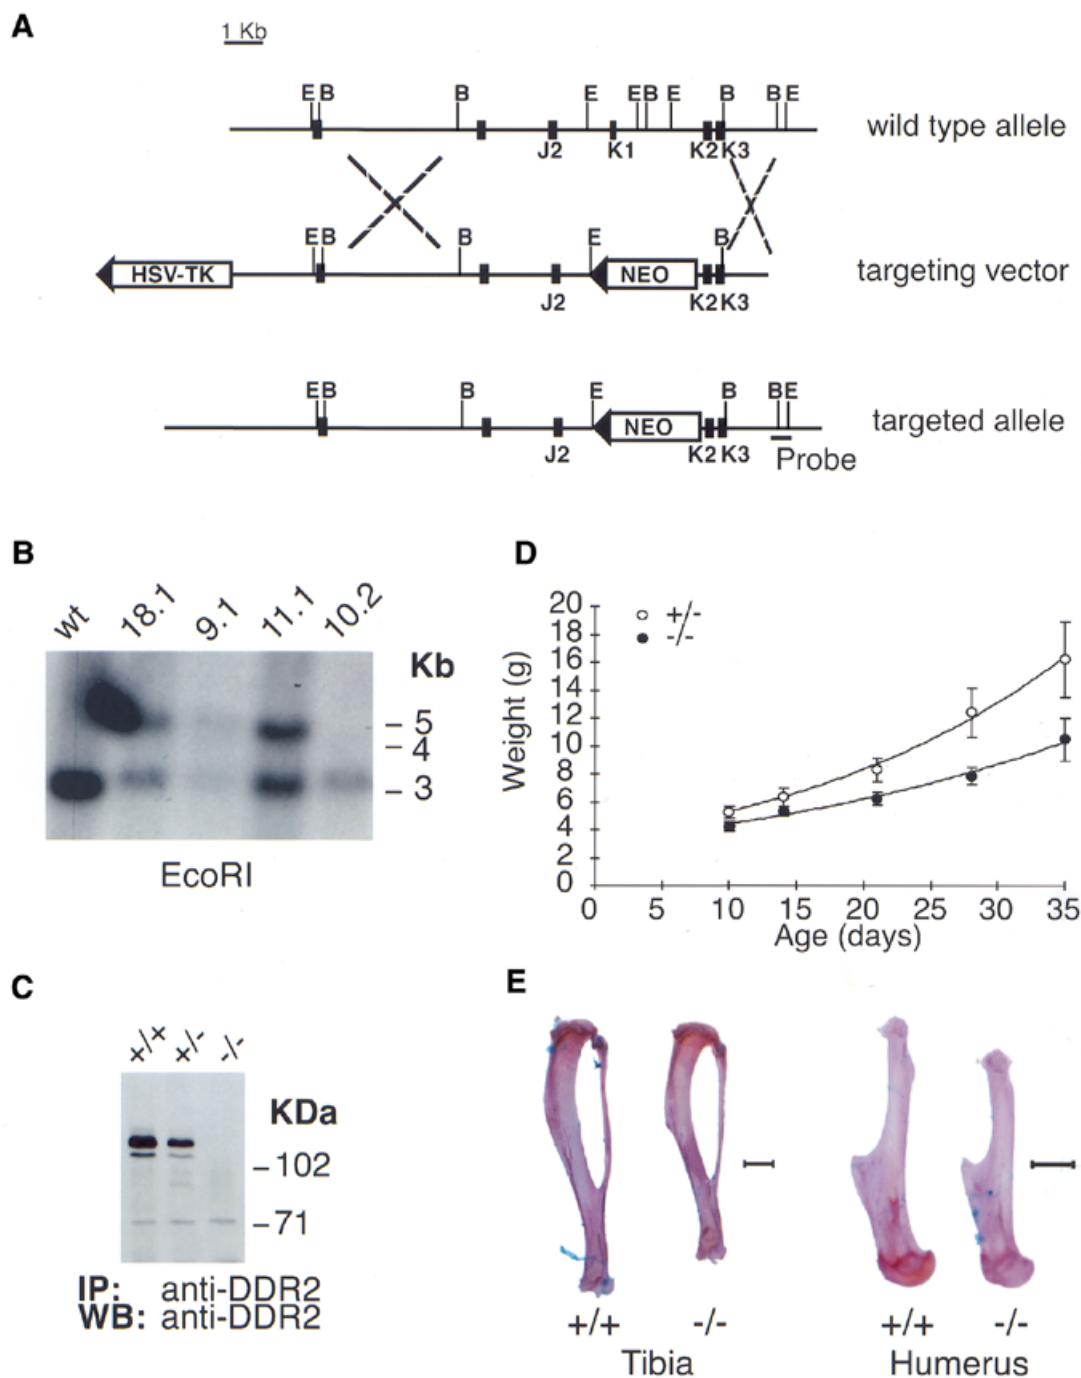 A
1 Kb
E B B E E B E B B E
J2 K1 K2 K3
wild type allele
E B B E B
HSV-TK NEO
J2 K2 K3
targeting vector
E B B E B B E
NEO
J2 K2 K3
targeted allele
Probe
B
wt 18.1 9.1 11.1 10.2
Kb
5
4
3
EcoRI
D
+/-
-/-
Weight (g)
20
18
16
14
12
10
8
6
4
2
0
0 5 10 15 20 25 30 35
Age (days)
C
+/+ +/- -/-
KDa
102
71
IP: anti-DDR2
WB: anti-DDR2
E
+/+ -/- +/+ -/-
Tibia Humerus